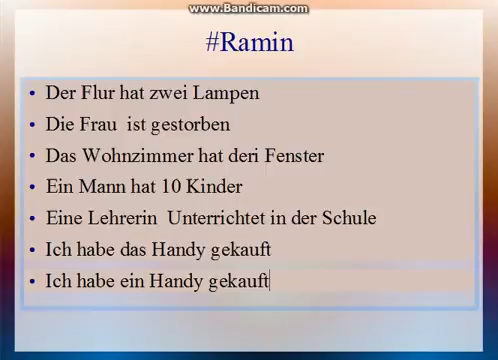 www.Bandicam.com
#Ramin
Der Flur hat zwei Lampen
Die Frau ist gestorben
Das Wohnzimmer hat deri Fenster
Ein Mann hat 10 Kinder
Eine Lehrerin Unterrichtet in der Schule
Ich habe das Handy gekauft
Ich habe ein Handy gekauft